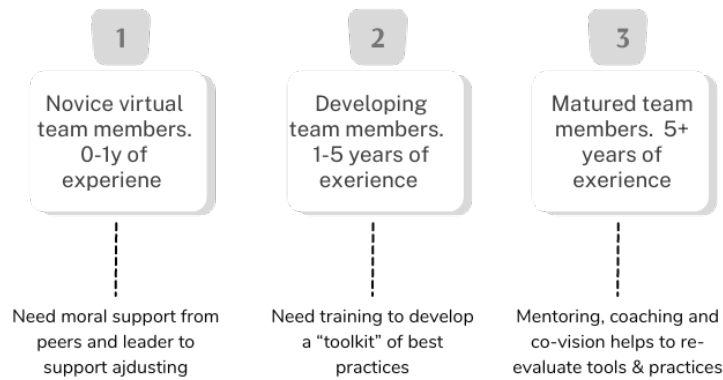 1
Novice virtual
team members.
0-1y of
experiene
Need moral support from
peers and leader to
support ajdusting
2
Developing
team members.
1-5 years of
exerience
Need training to develop
a “toolkit” of best
practices
3
Matured team
members. 5+
years of
exerience
Mentoring, coaching and
co-vision helps to re-
evaluate tools & practices